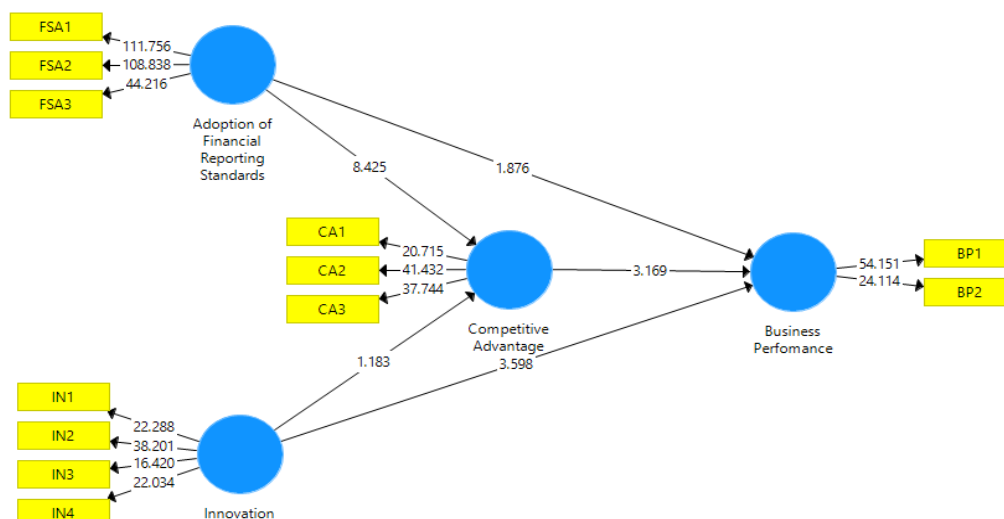 FSA1
111.756
FSA2
108.838
FSA3
44.216
Adoption of
Financial
Reporting
Standards
8.425
1.876
CA1
20.715
CA2
41.432
CA3
37.744
Competitive
Advantage
3.169
54.151
BP1
24.114
BP2
Business
Perfomance
1.183
3.598
IN1
22.288
IN2
38.201
IN3
16.420
IN4
22.034
Innovation